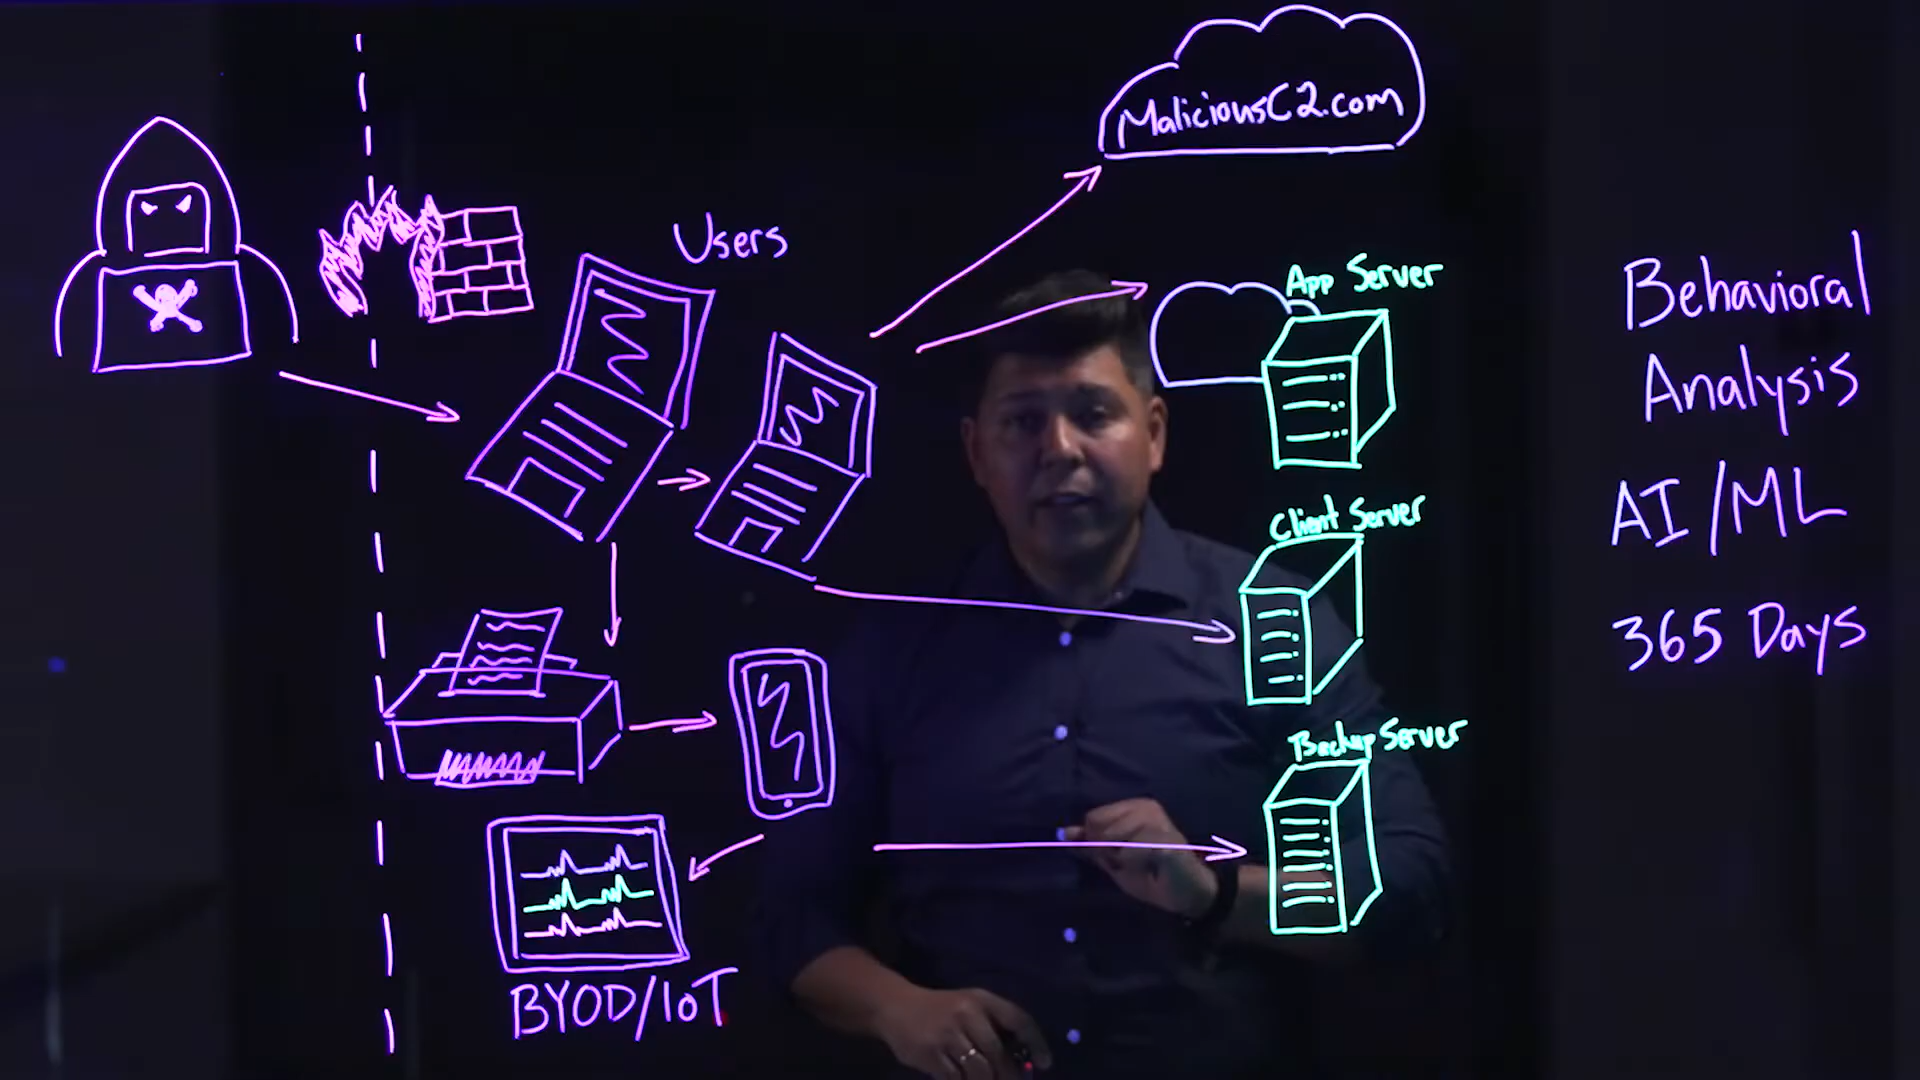 MaliciousC2.com
Users
App Server
Behavioral
Analysis
AI/ML
Client Server
365 Days
Backup Server
BYOD/IoT